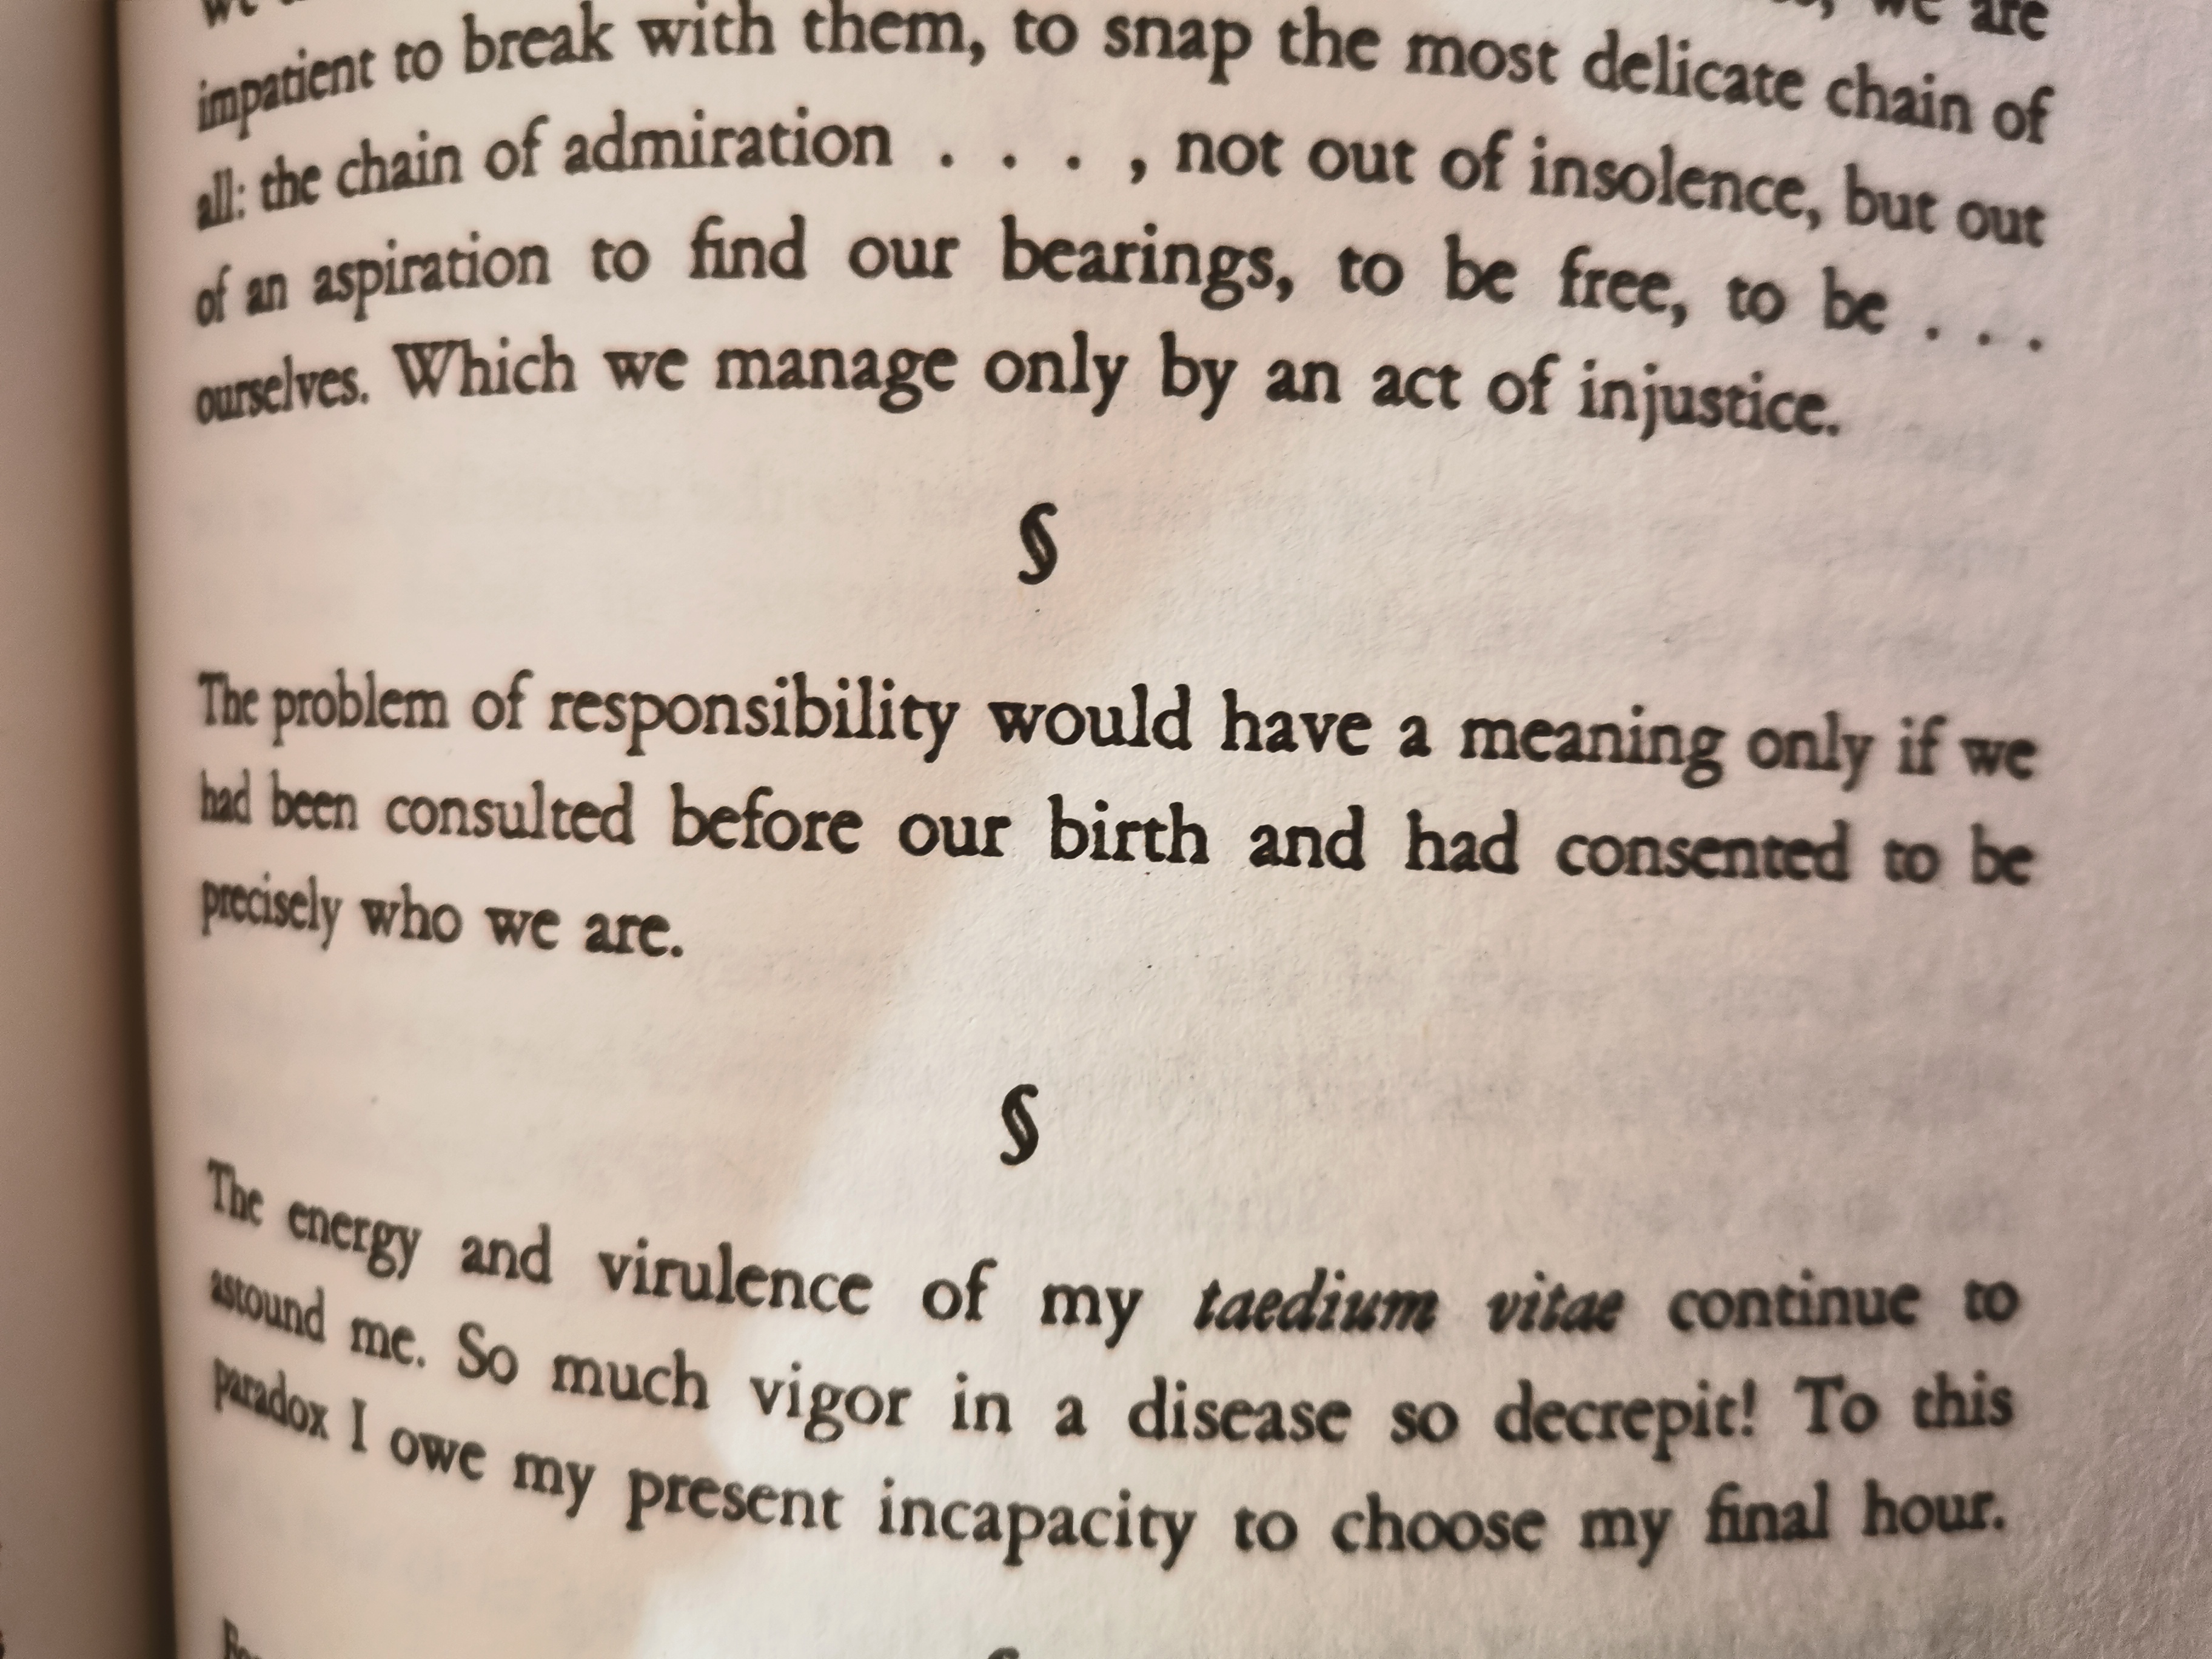 we are
impatient to break with them, to snap the most delicate chain of
all: the chain of admiration . . . , not out of insolence, but out
of an aspiration to find our bearings, to be free, to be . . .
ourselves. Which we manage only by an act of injustice.
§
The problem of responsibility would have a meaning only if we
had been consulted before our birth and had consented to be
precisely who we are.
§
The energy and virulence of my taedium vitae continue to
astound me. So much vigor in a disease so decrepit! To this
paradox I owe my present incapacity to choose my final hour.